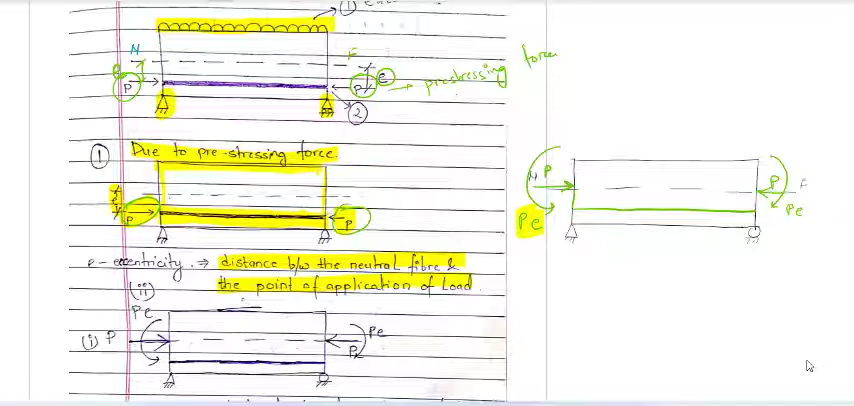 ①
N F
e e
P P → prestressing force
②
① Due to pre-stressing force.
e
P P
N P P F
Pe Pe
e - eccentricity. ⇒ distance b/w the neutral fibre &
the point of application of Load.
(ii)
Pe Pe
(i) P P